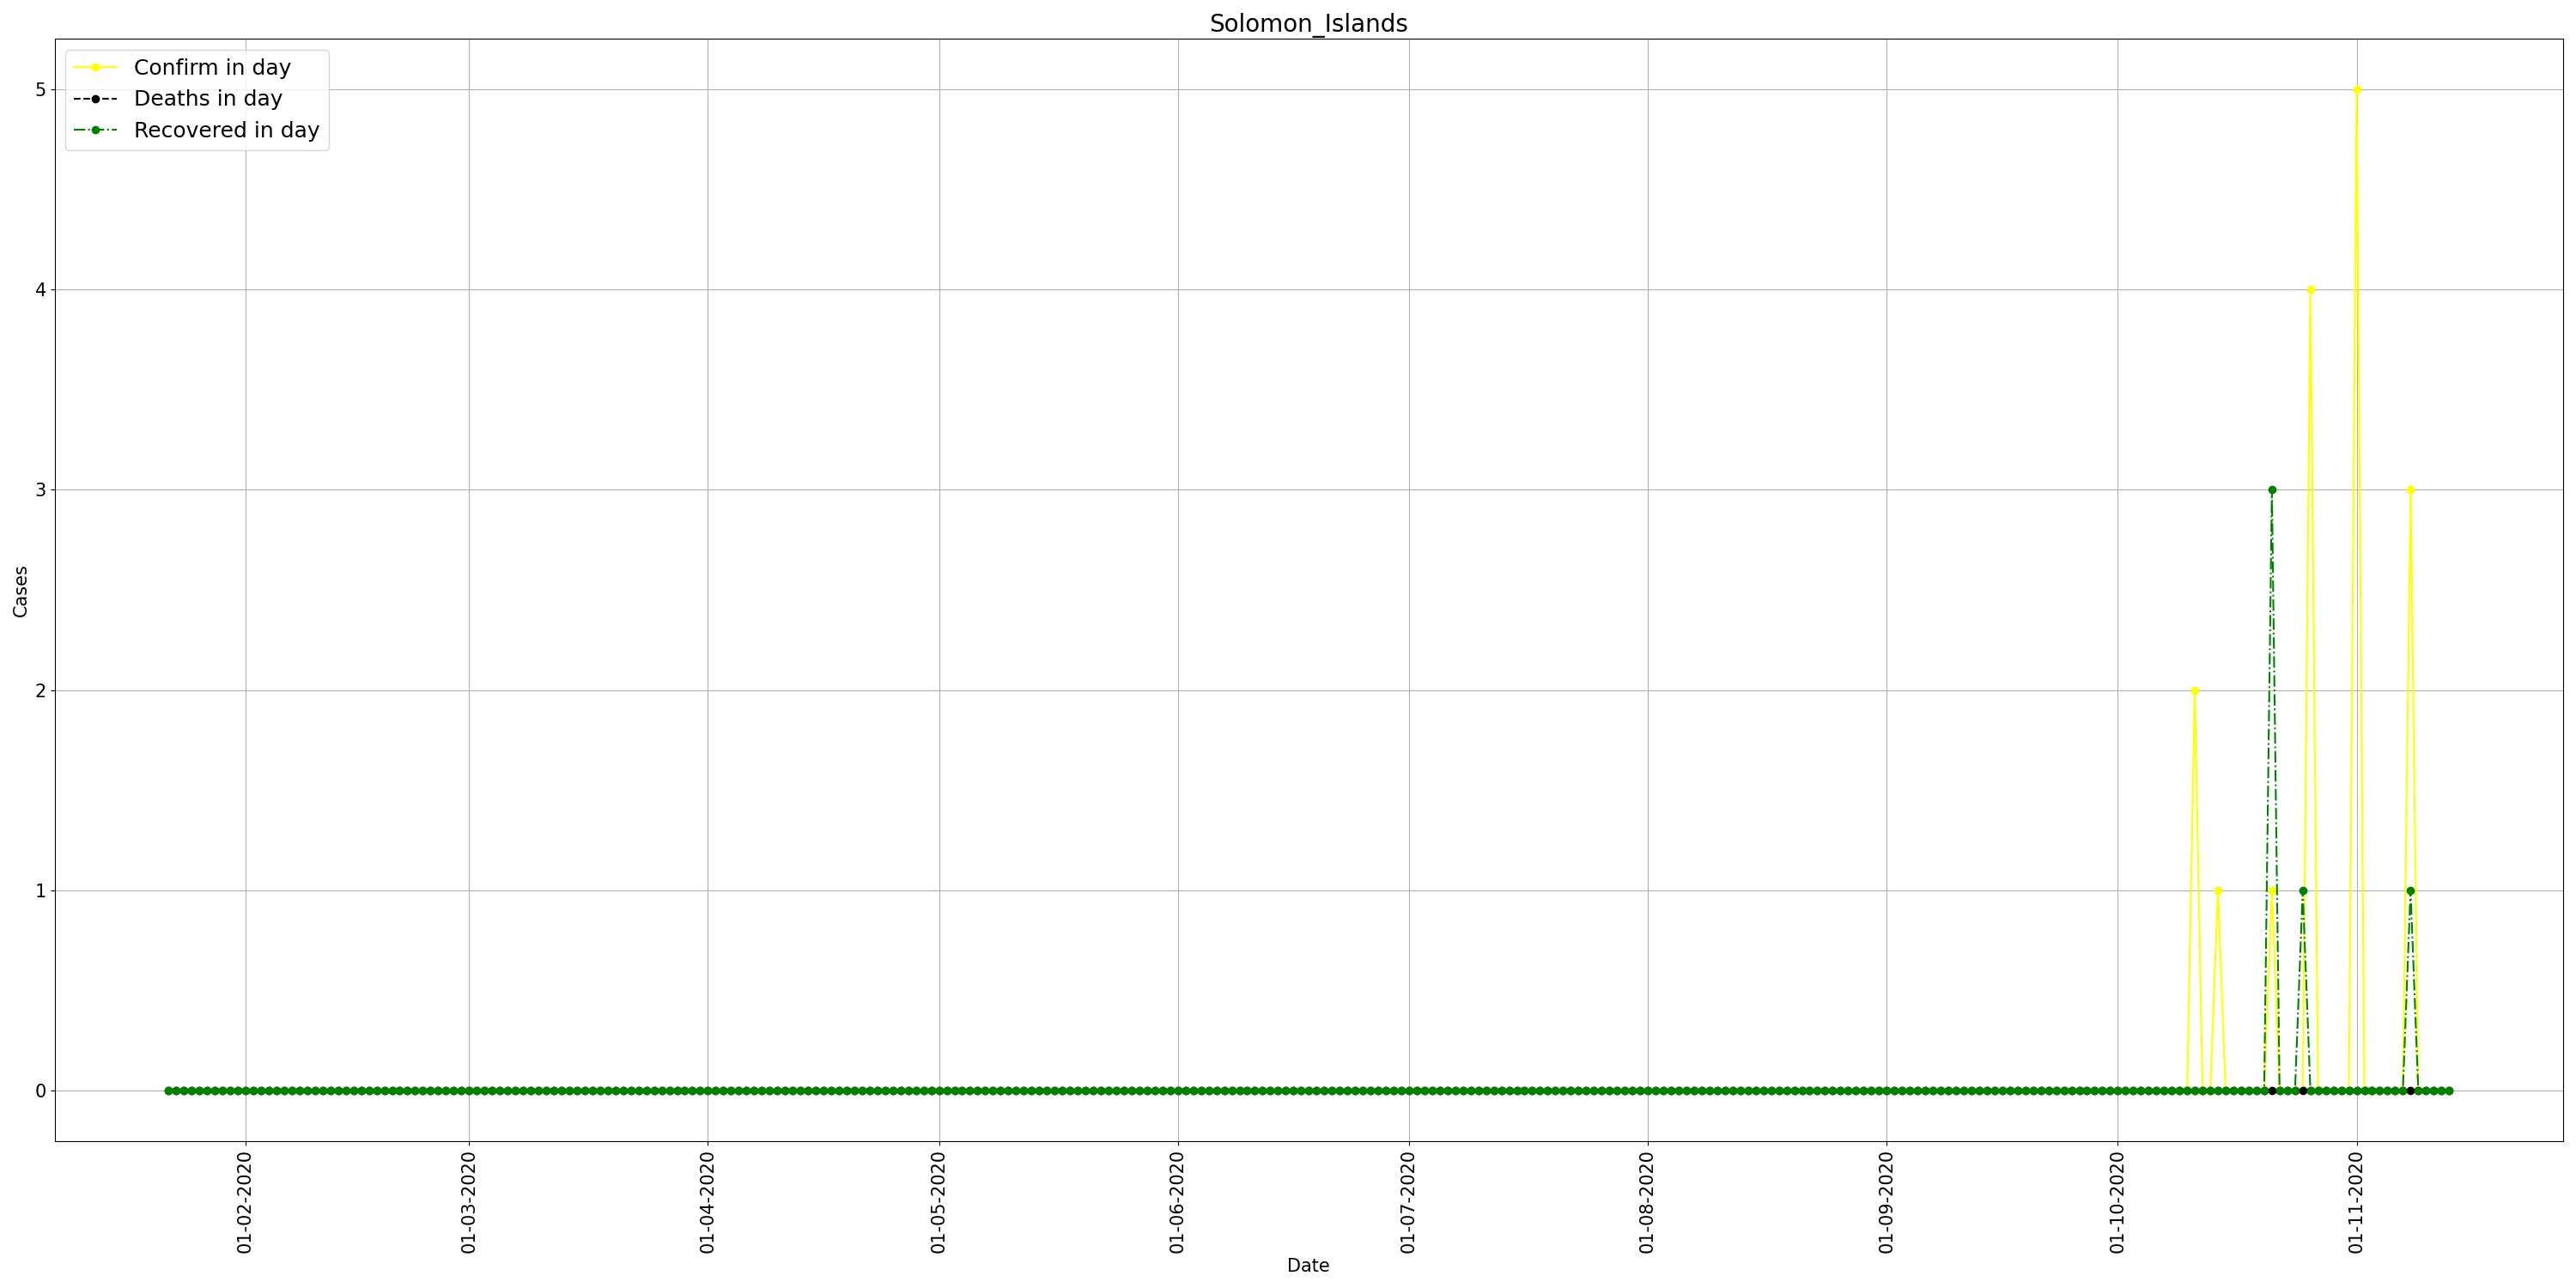 Solomon_Islands
Confirm in day
Deaths in day
Recovered in day
5
4
3
2
1
0
Cases
01-02-2020
01-03-2020
01-04-2020
01-05-2020
01-06-2020
01-07-2020
01-08-2020
01-09-2020
01-10-2020
01-11-2020
Date